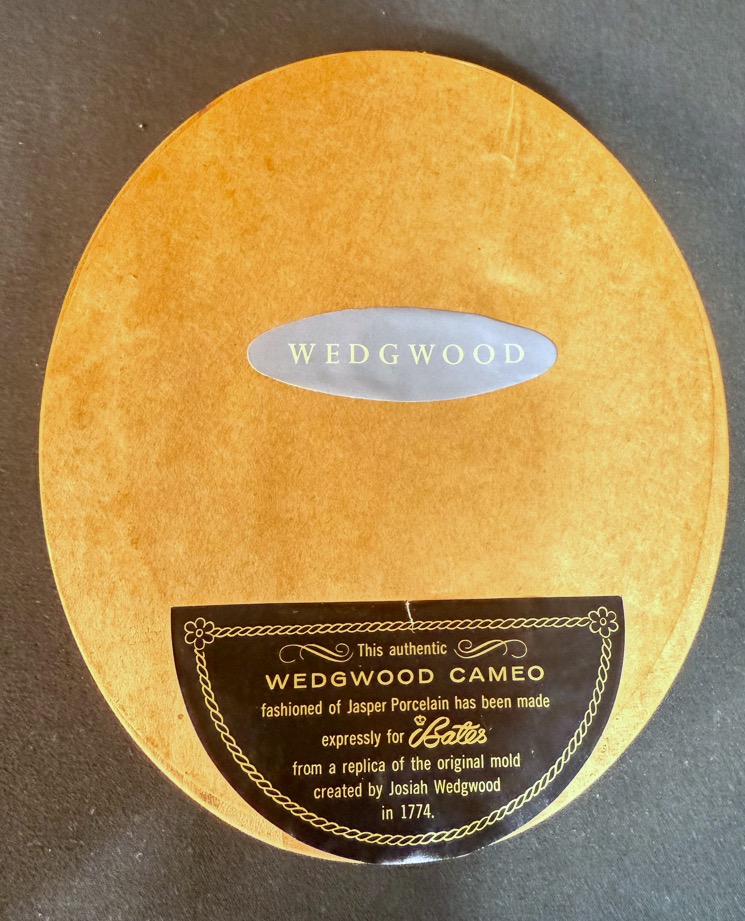 WEDGWOOD
This authentic
WEDGWOOD CAMEO
fashioned of Jasper Porcelain has been made
expressly for Bates
from a replica of the original mold
created by Josiah Wedgwood
in 1774.